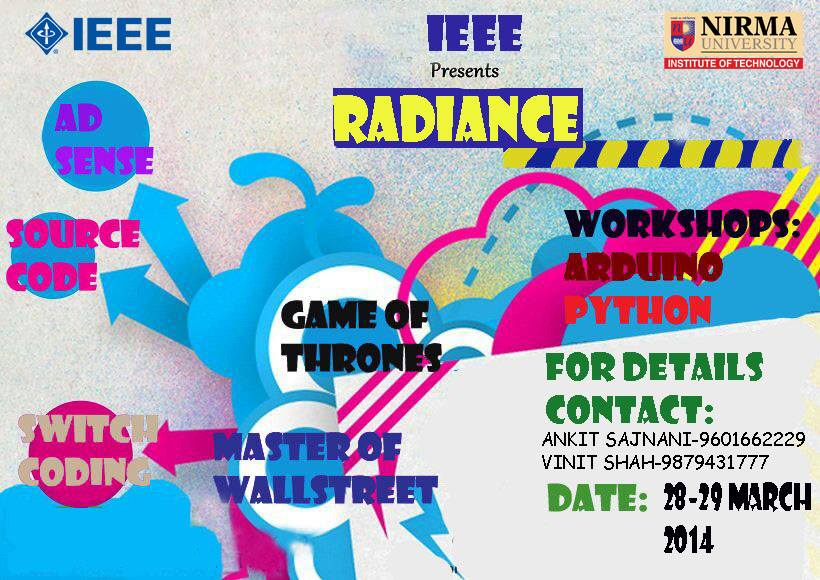 IEEE
IEEE
Presents
RADIANCE
NIRMA
UNIVERSITY
INSTITUTE OF TECHNOLOGY
AD
SENSE
SOURCE
CODE
GAME OF
THRONES
SWITCH
CODING
MASTER OF
WALLSTREET
WORKSHOPS:
ARDUINO
PYTHON
FOR DETAILS
CONTACT:
ANKIT SAJNANI-9601662229
VINIT SHAH-9879431777
DATE: 28-29 MARCH
2014